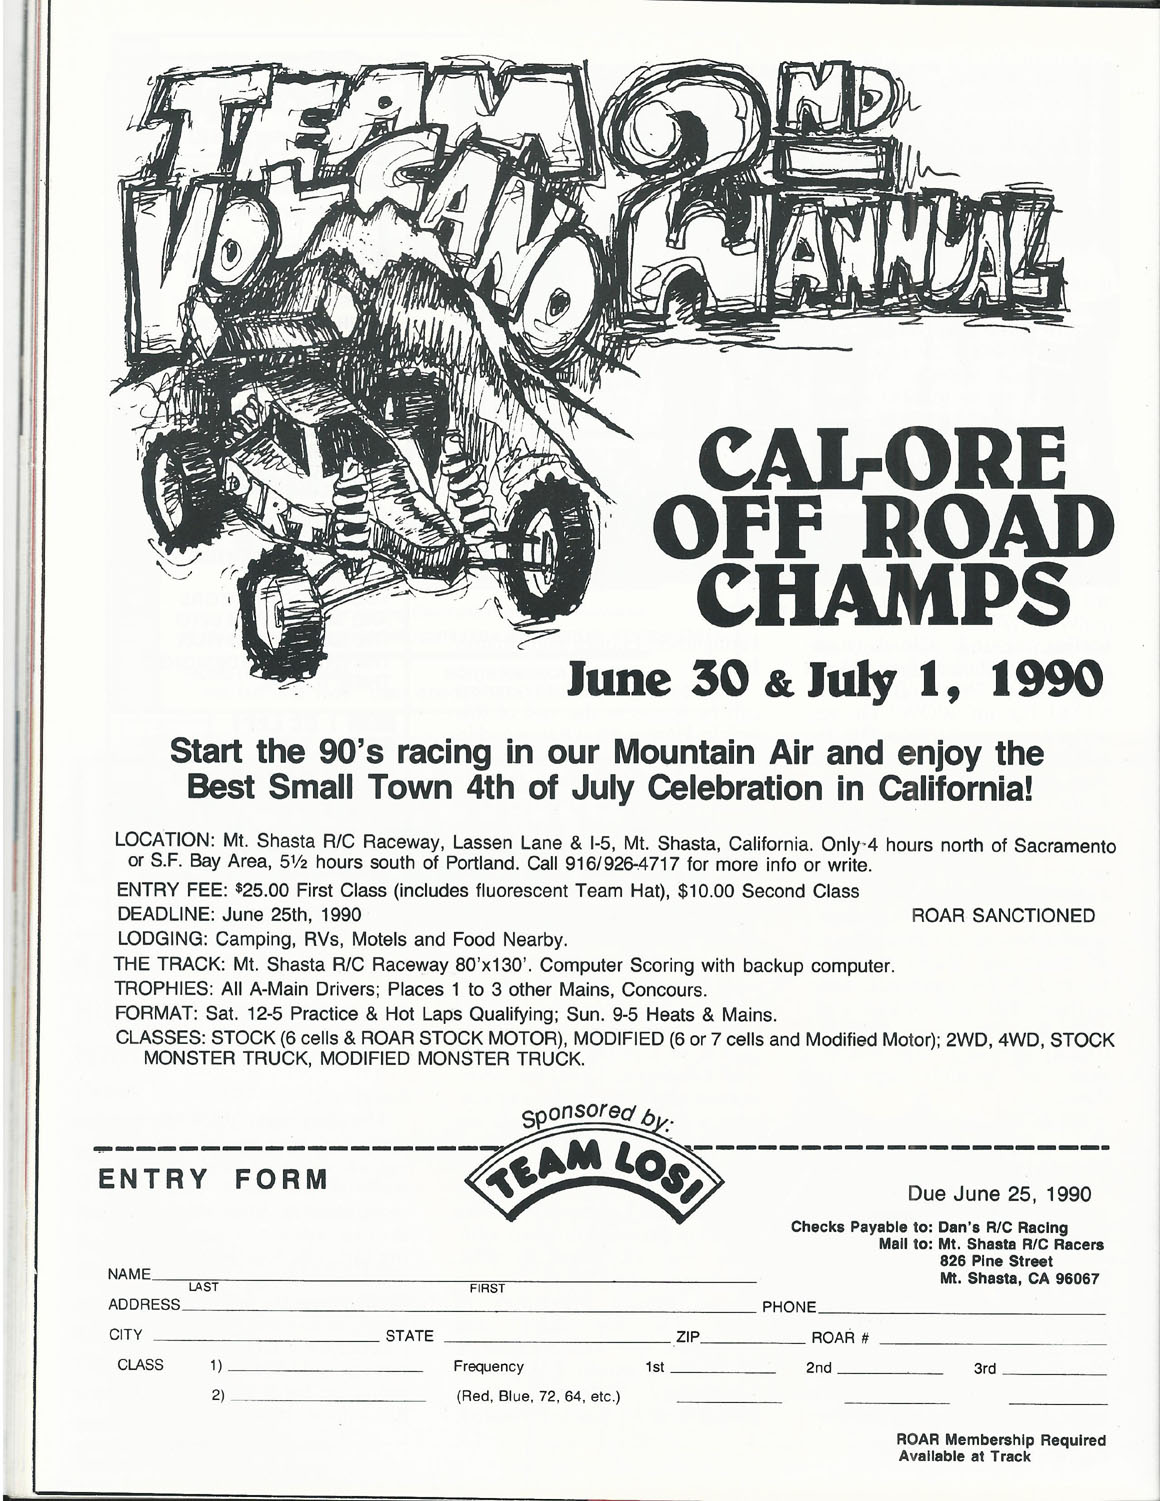 TEAM
VOLCANO
2ND
ANNUAL
CAL-ORE
OFF ROAD
CHAMPS
June 30 & July 1, 1990
Start the 90's racing in our Mountain Air and enjoy the
Best Small Town 4th of July Celebration in California!
LOCATION: Mt. Shasta R/C Raceway, Lassen Lane & I-5, Mt. Shasta, California. Only 4 hours north of Sacramento
or S.F. Bay Area, 5½ hours south of Portland. Call 916/926-4717 for more info or write.
ENTRY FEE: $25.00 First Class (includes fluorescent Team Hat), $10.00 Second Class
DEADLINE: June 25th, 1990 ROAR SANCTIONED
LODGING: Camping, RVs, Motels and Food Nearby.
THE TRACK: Mt. Shasta R/C Raceway 80'x130'. Computer Scoring with backup computer.
TROPHIES: All A-Main Drivers; Places 1 to 3 other Mains, Concours.
FORMAT: Sat. 12-5 Practice & Hot Laps Qualifying; Sun. 9-5 Heats & Mains.
CLASSES: STOCK (6 cells & ROAR STOCK MOTOR), MODIFIED (6 or 7 cells and Modified Motor); 2WD, 4WD, STOCK
MONSTER TRUCK, MODIFIED MONSTER TRUCK.
Sponsored by:
TEAM LOSI
ENTRY FORM
Due June 25, 1990
Checks Payable to: Dan's R/C Racing
Mail to: Mt. Shasta R/C Racers
826 Pine Street
Mt. Shasta, CA 96067
NAME
LAST FIRST
ADDRESS PHONE
CITY STATE ZIP ROAR #
CLASS 1) Frequency 1st 2nd 3rd
2) (Red, Blue, 72, 64, etc.)
ROAR Membership Required
Available at Track